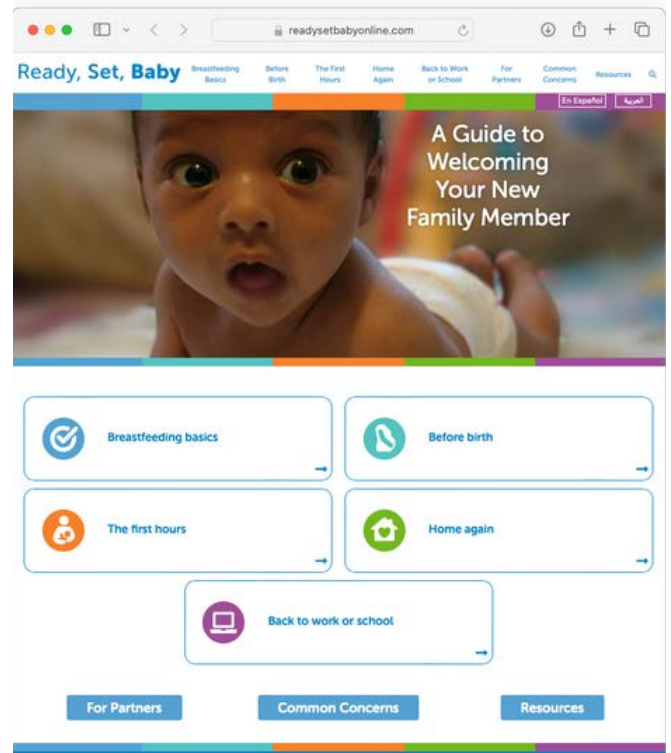 readysetbabyonline.com
Ready, Set, Baby
Breastfeeding Basics
Before Birth
The First Hours
Home Again
Back to Work or School
For Partners
Common Concerns
Resources
En Español
العربية
A Guide to
Welcoming
Your New
Family Member
Breastfeeding basics
Before birth
The first hours
Home again
Back to work or school
For Partners
Common Concerns
Resources